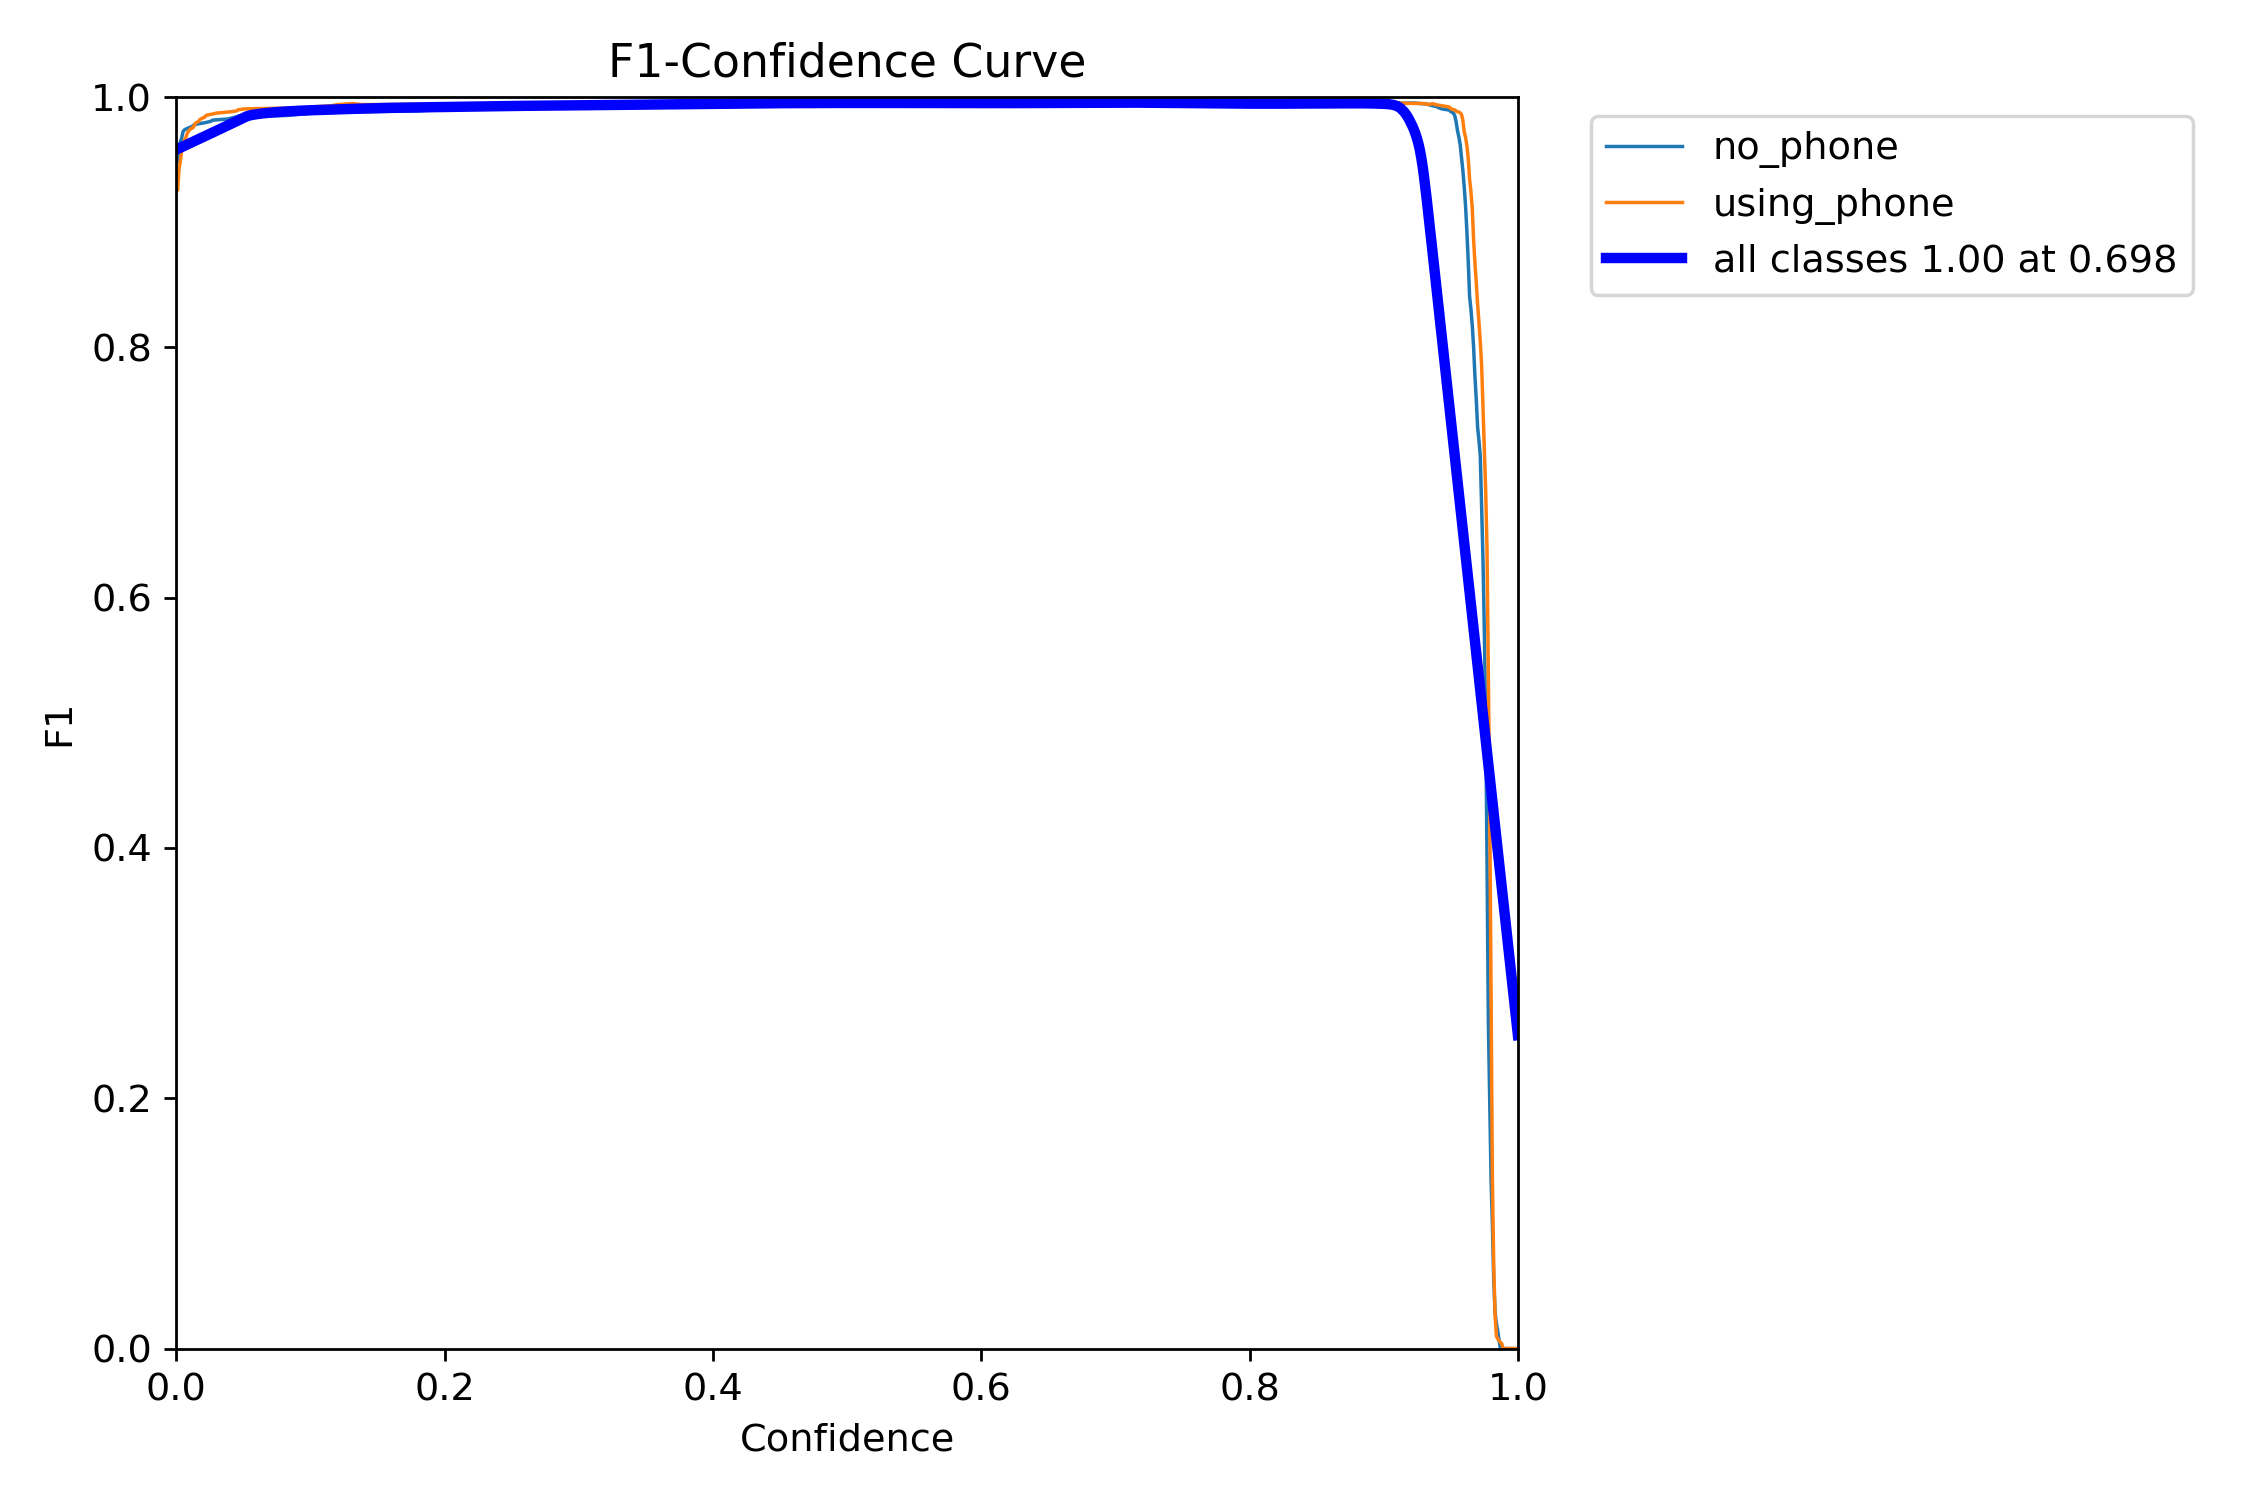 F1-Confidence Curve
no_phone
using_phone
all classes 1.00 at 0.698
1.0
0.8
0.6
0.4
0.2
0.0
F1
0.0 0.2 0.4 0.6 0.8 1.0
Confidence